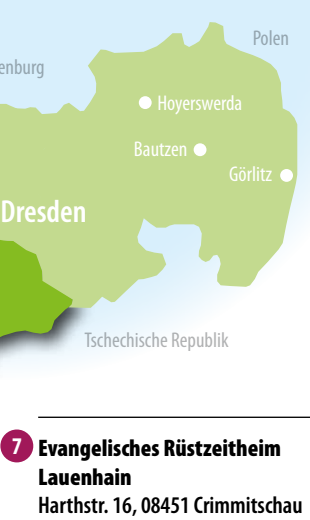 Polen
enburg
Hoyerswerda
Bautzen
Görlitz
Dresden
Tschechische Republik
7 Evangelisches Rüstzeitheim
Lauenhain
Harthstr. 16, 08451 Crimmitschau